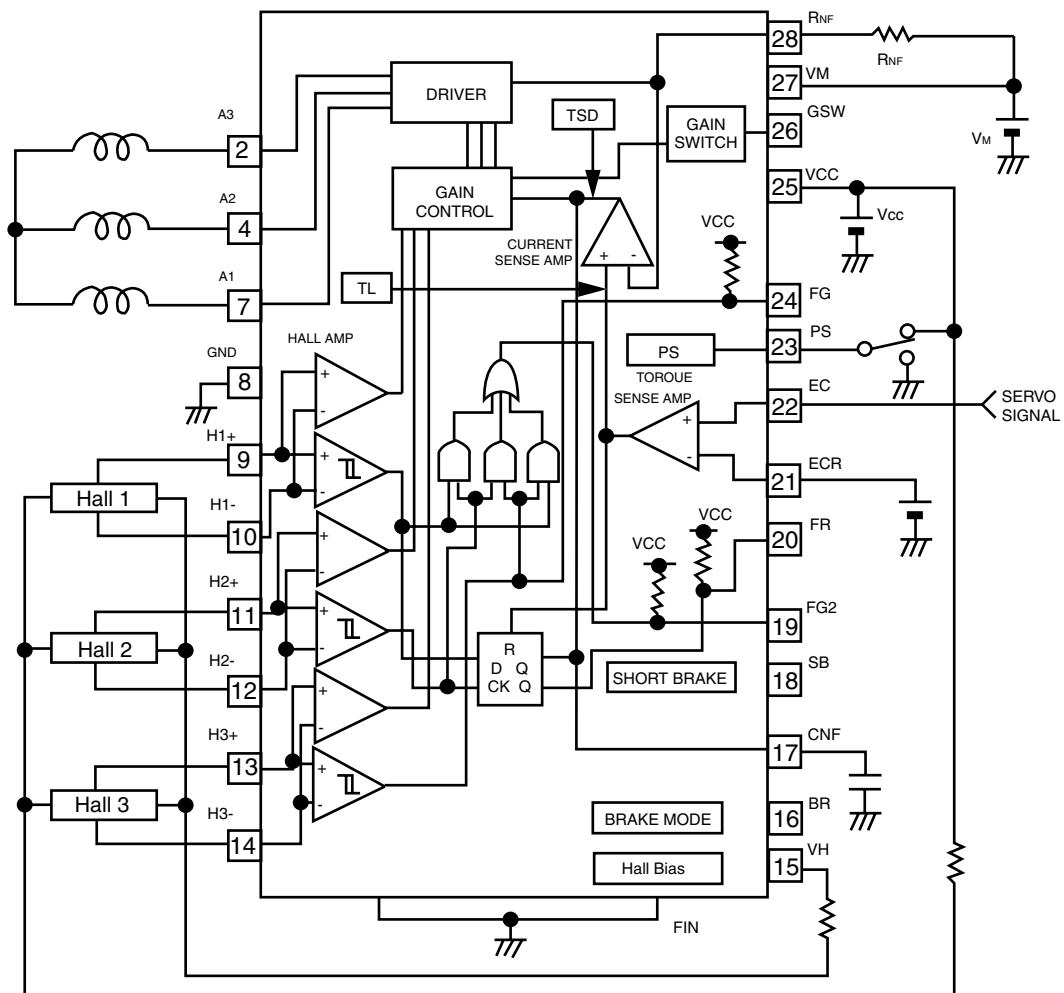 RNF
28
RNF
VM
27
DRIVER
TSD
GAIN
SWITCH
GSW
26
VM
A3
2
VCC
25
GAIN
CONTROL
A2
4
Vcc
VCC
CURRENT
SENSE AMP
+ -
A1
7
TL
FG
24
HALL AMP
PS
23
PS
GND
8
TOROUE
SENSE AMP
EC
22
SERVO
SIGNAL
+
-
+
-
H1+
9
+
-
ECR
21
Hall 1
H1-
10
VCC
FR
20
+
-
VCC
H2+
11
+
-
FG2
19
R
D Q
CK Q
Hall 2
H2-
12
SHORT BRAKE
SB
18
+
-
H3+
13
CNF
17
+
-
Hall 3
H3-
14
BRAKE MODE
BR
16
VH
15
Hall Bias
FIN